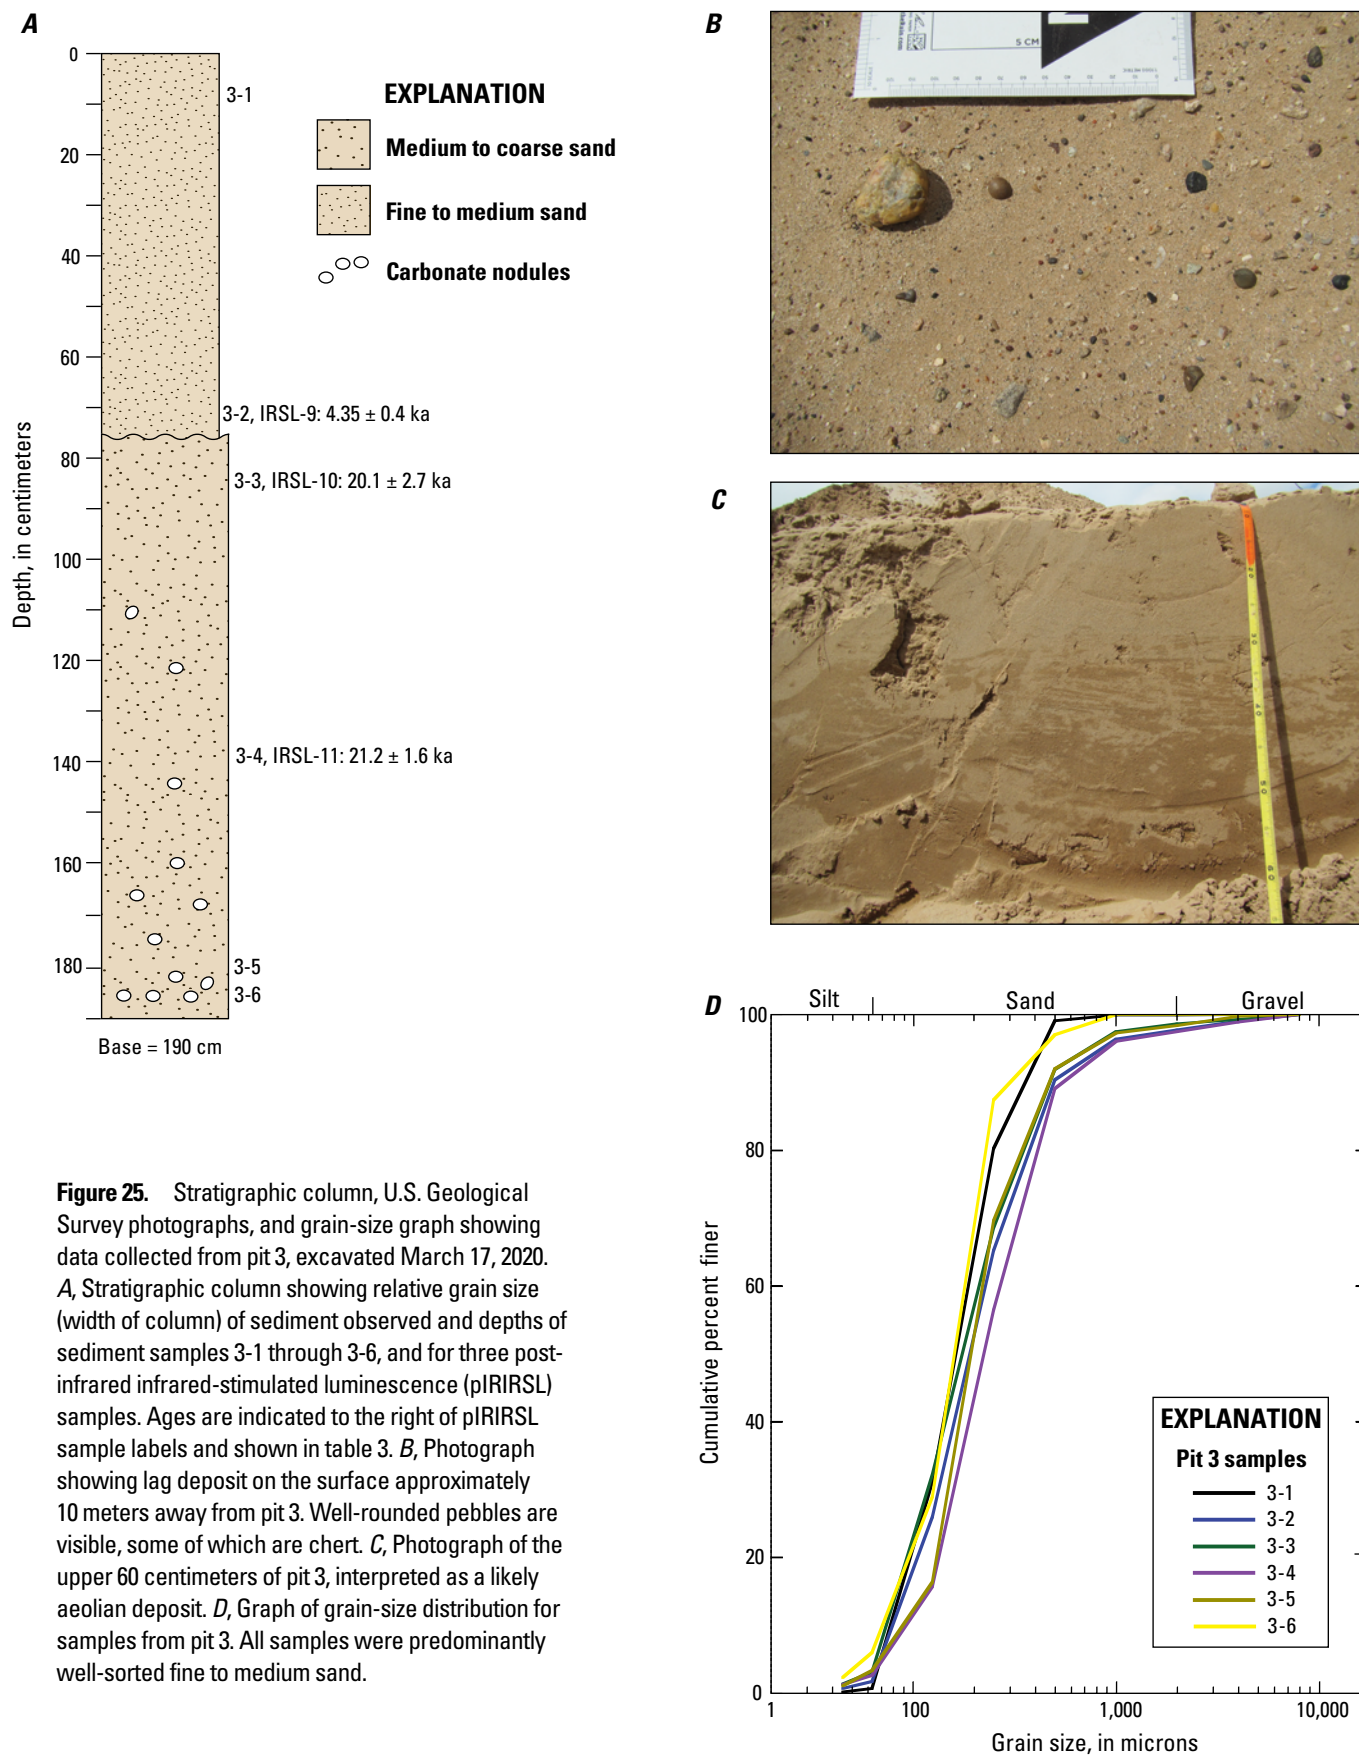 A
0
20
40
60
80
100
120
140
160
180
Depth, in centimeters
3-1
3-2, IRSL-9: 4.35 ± 0.4 ka
3-3, IRSL-10: 20.1 ± 2.7 ka
3-4, IRSL-11: 21.2 ± 1.6 ka
3-5
3-6
Base = 190 cm
EXPLANATION
Medium to coarse sand
Fine to medium sand
Carbonate nodules
B
5 CM
C
20
30
40
50
60
D
Silt
Sand
Gravel
100
80
60
40
20
0
Cumulative percent finer
1
100
1,000
10,000
Grain size, in microns
EXPLANATION
Pit 3 samples
3-1
3-2
3-3
3-4
3-5
3-6
Figure 25. Stratigraphic column, U.S. Geological
Survey photographs, and grain-size graph showing
data collected from pit 3, excavated March 17, 2020.
A, Stratigraphic column showing relative grain size
(width of column) of sediment observed and depths of
sediment samples 3-1 through 3-6, and for three post-
infrared infrared-stimulated luminescence (pIRIRSL)
samples. Ages are indicated to the right of pIRIRSL
sample labels and shown in table 3. B, Photograph
showing lag deposit on the surface approximately
10 meters away from pit 3. Well-rounded pebbles are
visible, some of which are chert. C, Photograph of the
upper 60 centimeters of pit 3, interpreted as a likely
aeolian deposit. D, Graph of grain-size distribution for
samples from pit 3. All samples were predominantly
well-sorted fine to medium sand.